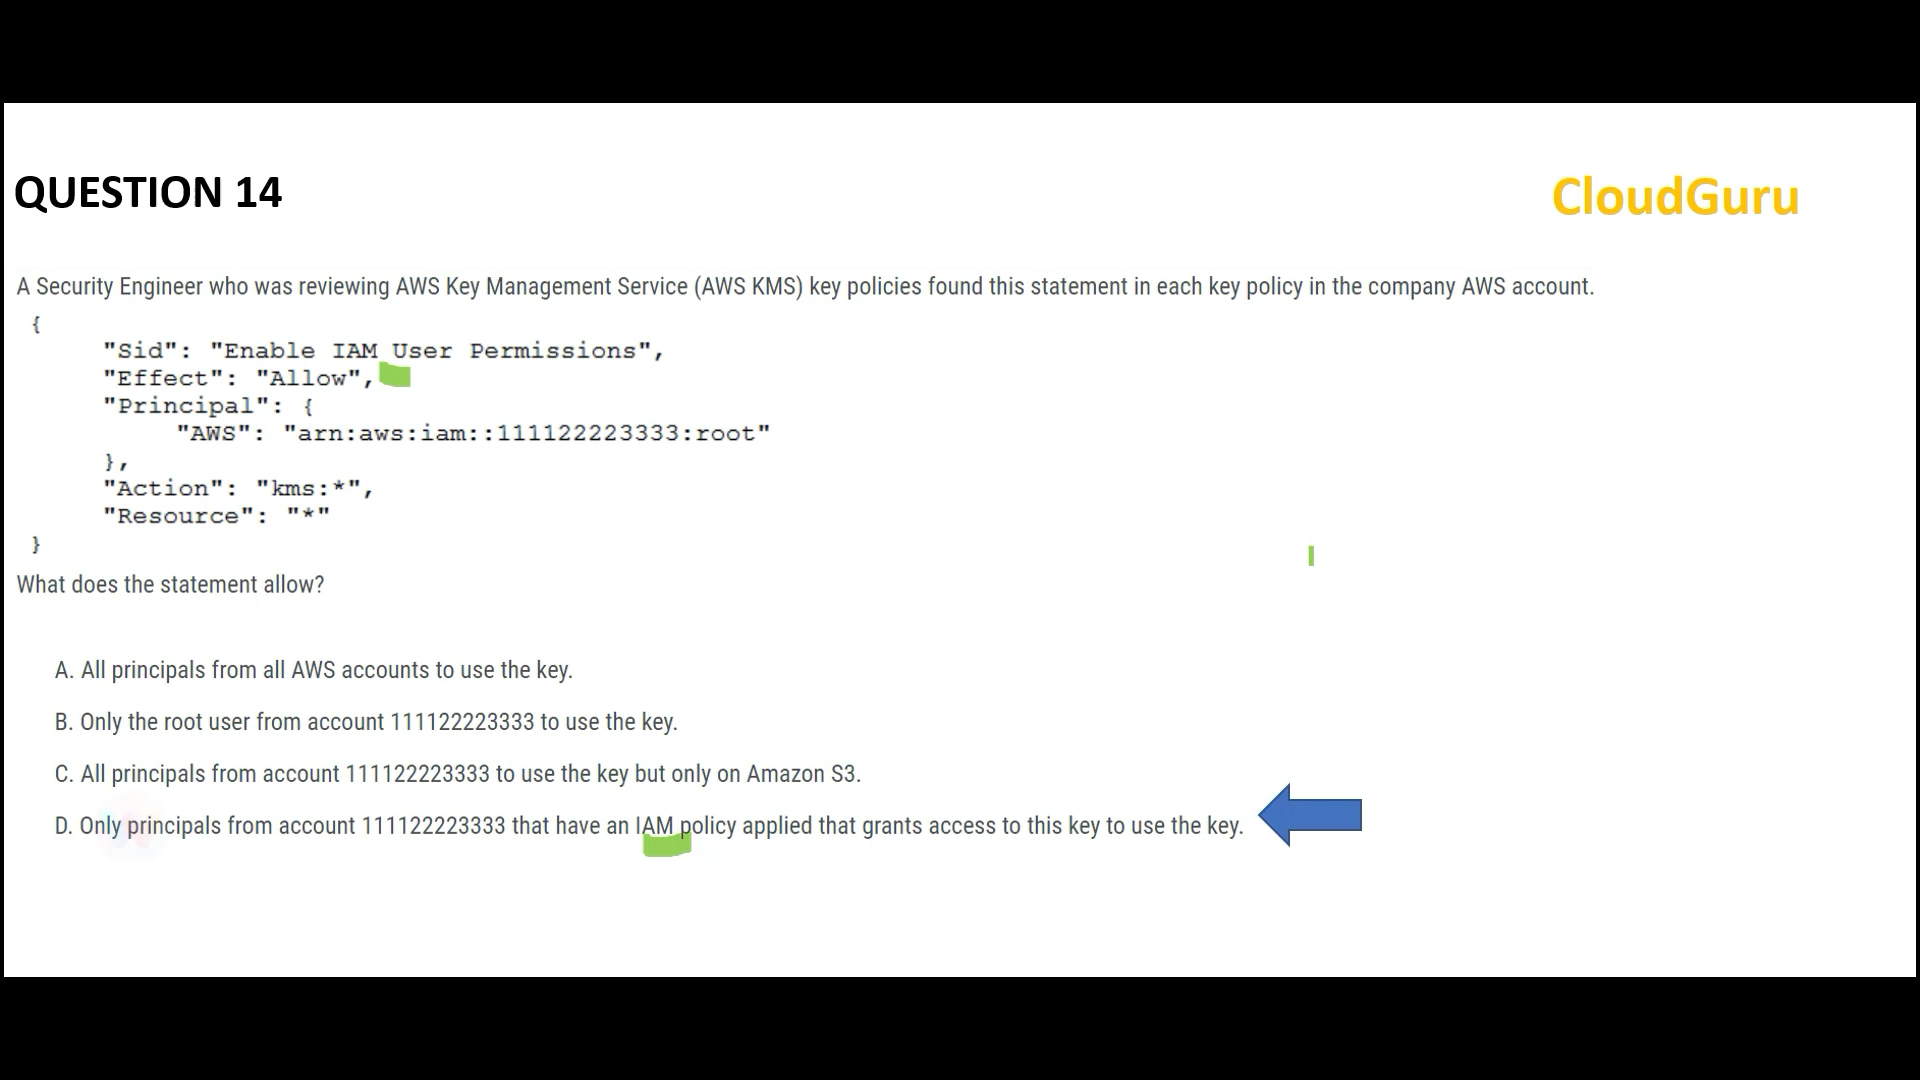 QUESTION 14
CloudGuru
A Security Engineer who was reviewing AWS Key Management Service (AWS KMS) key policies found this statement in each key policy in the company AWS account.
{
"Sid": "Enable IAM User Permissions",
"Effect": "Allow",
"Principal": {
"AWS": "arn:aws:iam::111122223333:root"
},
"Action": "kms:*",
"Resource": "*"
}
What does the statement allow?
A. All principals from all AWS accounts to use the key.
B. Only the root user from account 111122223333 to use the key.
C. All principals from account 111122223333 to use the key but only on Amazon S3.
D. Only principals from account 111122223333 that have an IAM policy applied that grants access to this key to use the key.